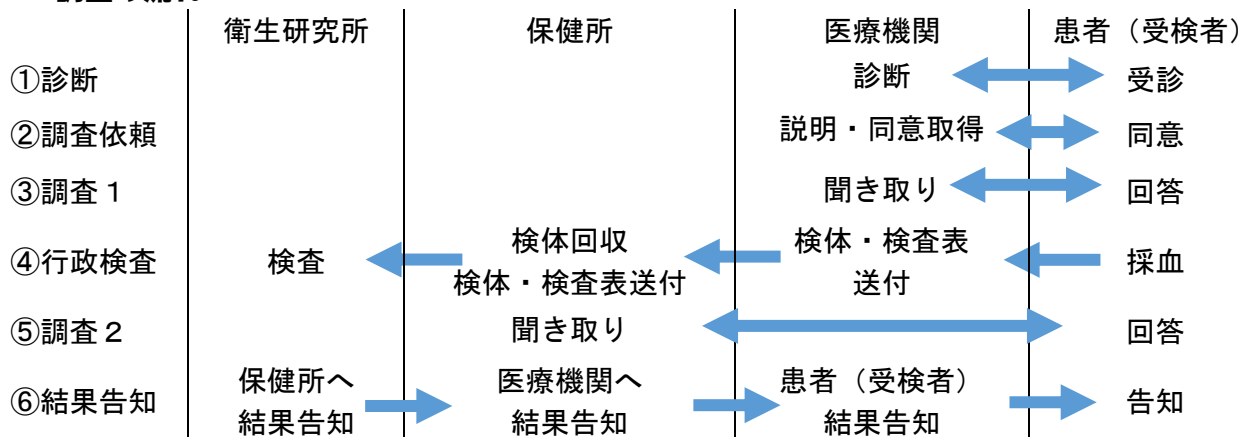 衛生研究所 保健所 医療機関 患者（受検者）
①診断 診断 受診
②調査依頼 説明・同意取得 同意
③調査１ 聞き取り 回答
④行政検査 検査 検体回収 検体・検査表送付 検体・検査表 送付 採血
⑤調査２ 聞き取り 回答
⑥結果告知 保健所へ 結果告知 医療機関へ 結果告知 患者（受検者） 結果告知 告知